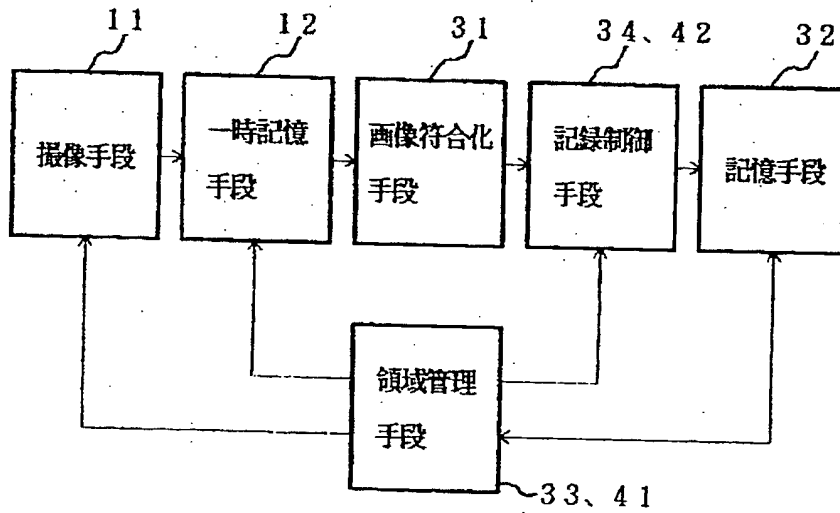 11
12
31
34、42
32
撮像手段
一時記憶
手段
画像符合化
手段
記録制御
手段
記憶手段
領域管理
手段
33、41